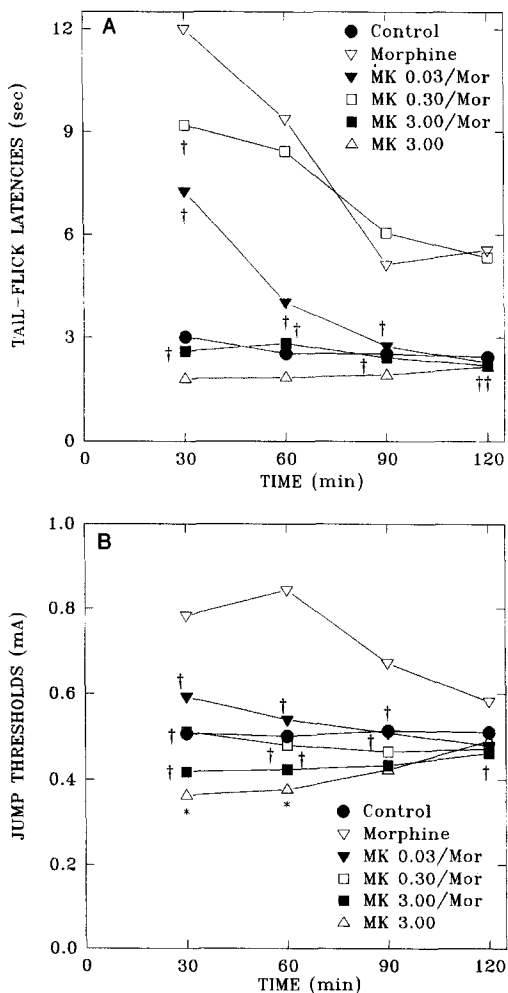 A
Control
Morphine
MK 0.03/Mor
MK 0.30/Mor
MK 3.00/Mor
MK 3.00
TAIL-FLICK LATENCIES (sec)
12
9
6
3
0
†
†
† † †
†
†
††
0 30 60 90 120
TIME (min)
B
JUMP THRESHOLDS (mA)
1.0
0.8
0.6
0.4
0.2
0.0
† † †
† † † †
† †
* *
Control
Morphine
MK 0.03/Mor
MK 0.30/Mor
MK 3.00/Mor
MK 3.00
0 30 60 90 120
TIME (min)